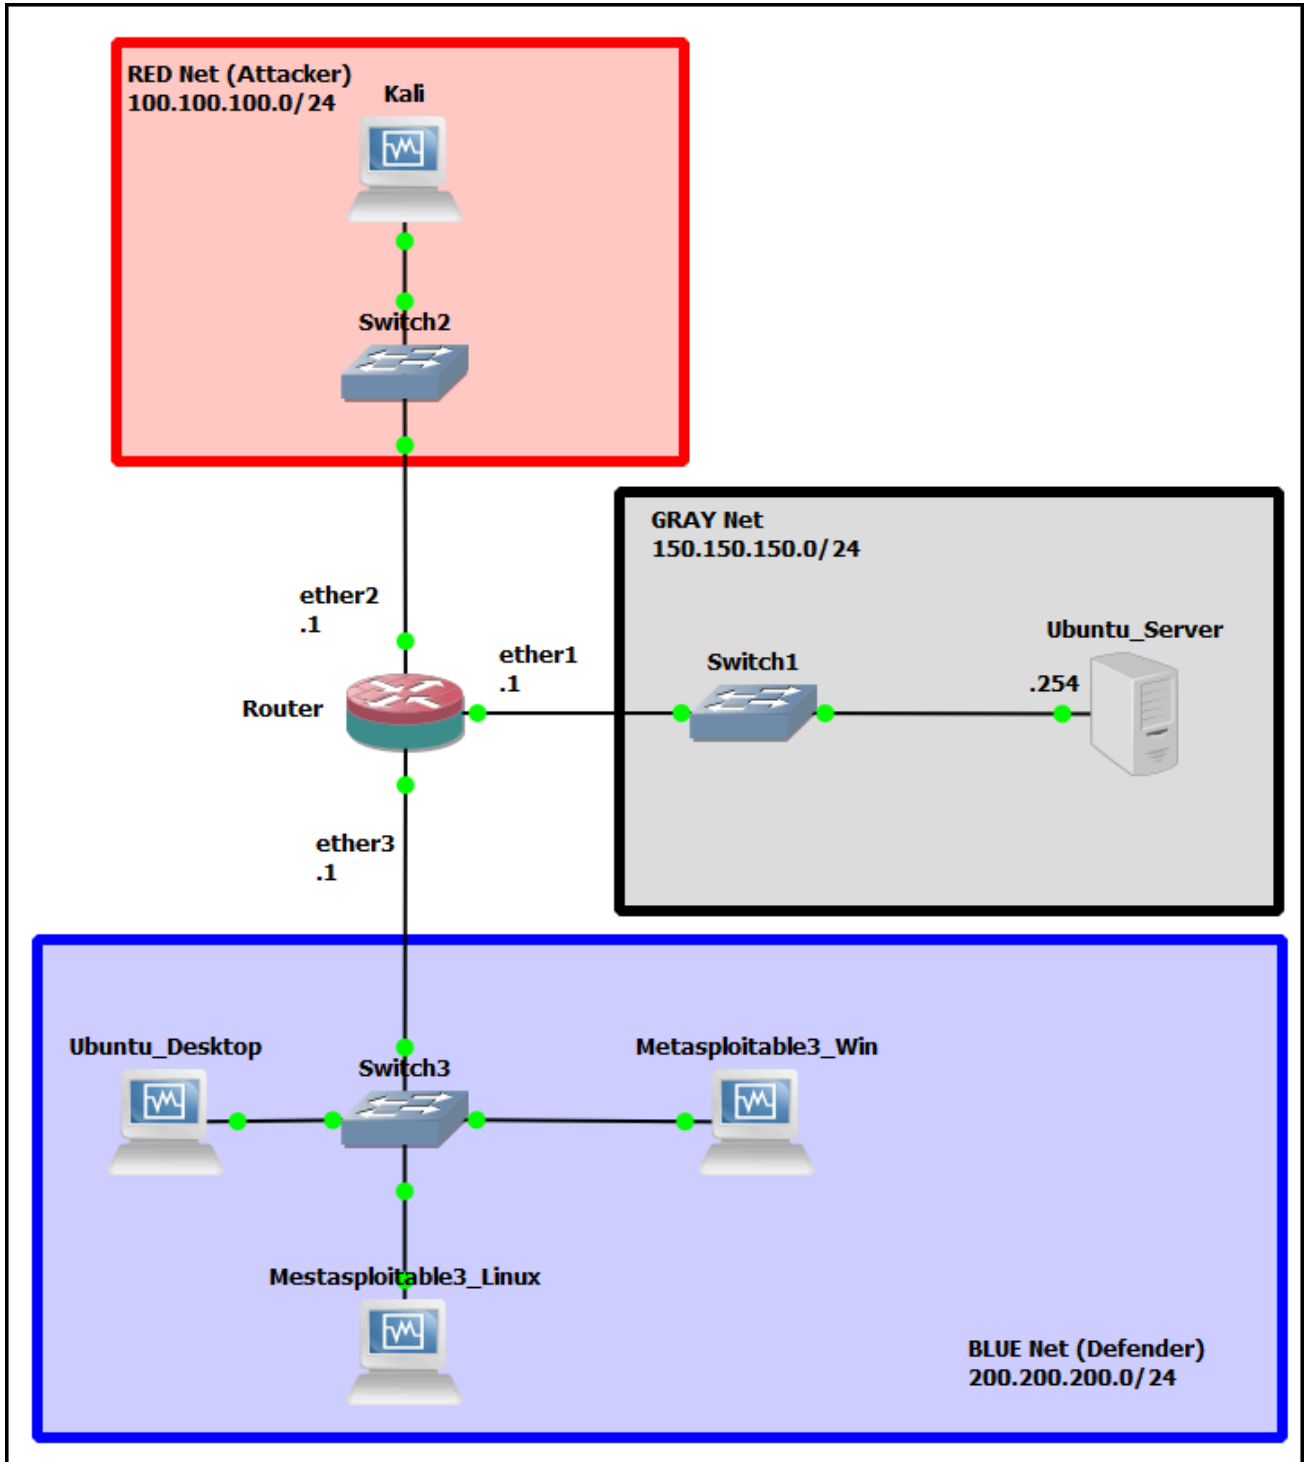 RED Net (Attacker)
100.100.100.0/24
Kali
Switch2
GRAY Net
150.150.150.0/24
ether2
.1
Ubuntu_Server
ether1
.1
Switch1
.254
Router
ether3
.1
Ubuntu_Desktop
Switch3
Metasploitable3_Win
Mestasploitable3_Linux
BLUE Net (Defender)
200.200.200.0/24